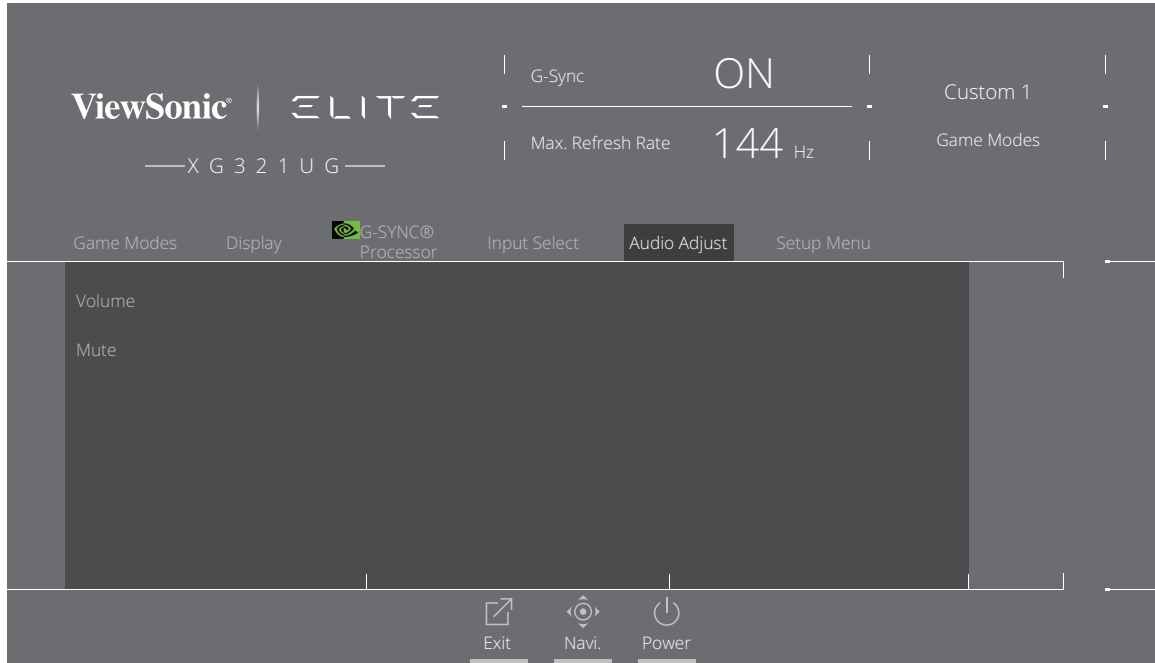 ViewSonic® ELITE
XG321UG
G-Sync ON
Max. Refresh Rate 144 Hz
Custom 1
Game Modes
Game Modes Display G-SYNC® Processor Input Select Audio Adjust Setup Menu
Volume
Mute
Exit Navi. Power